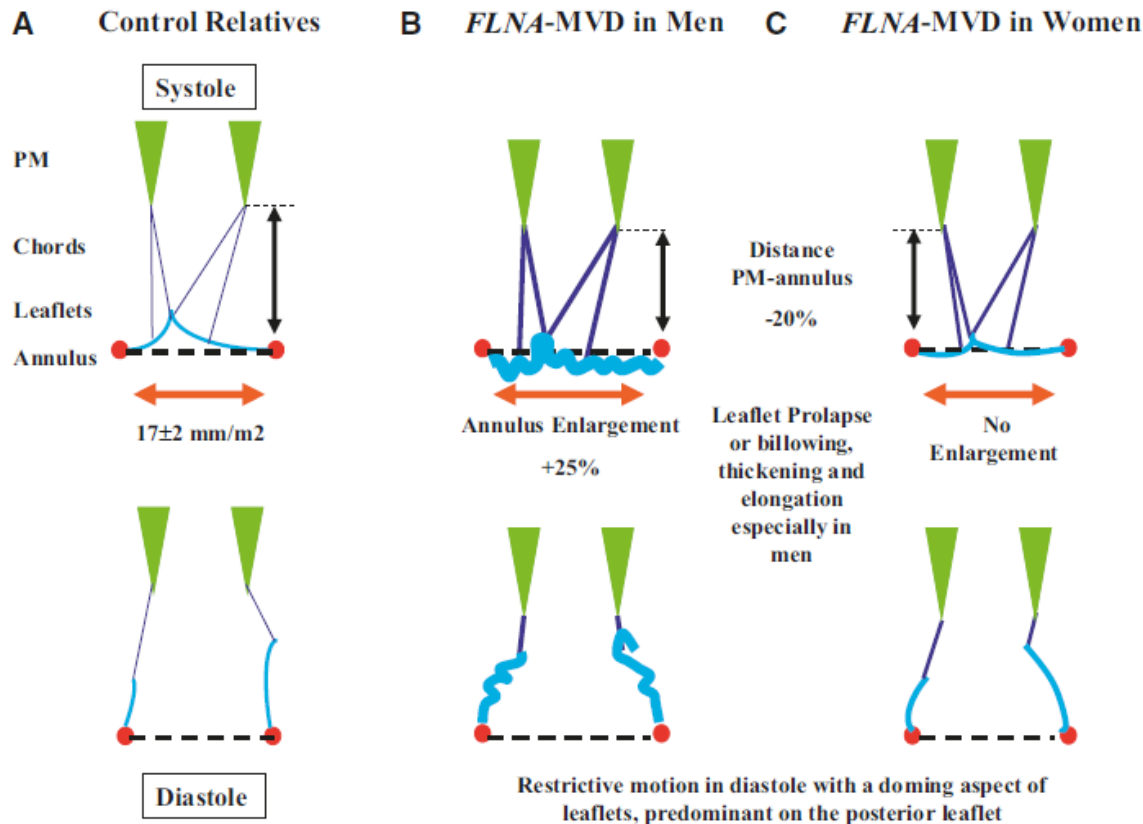 A Control Relatives
B FLNA-MVD in Men
C FLNA-MVD in Women
Systole
PM
Chords
Leaflets
Annulus
17±2 mm/m2
Annulus Enlargement
+25%
Distance
PM-annulus
-20%
Leaflet Prolapse
or billowing,
thickening and
elongation
especially in
men
No
Enlargement
Diastole
Restrictive motion in diastole with a doming aspect of
leaflets, predominant on the posterior leaflet